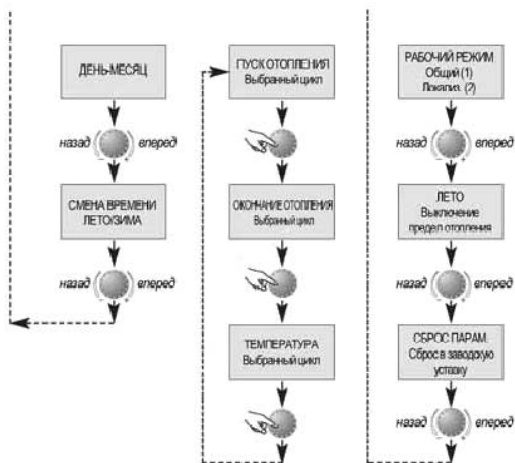 ДЕНЬ-МЕСЯЦ
назад
вперед
СМЕНА ВРЕМЕНИ
ЛЕТО/ЗИМА
назад
вперед
ПУСК ОТОПЛЕНИЯ
Выбранный цикл
ОКОНЧАНИЕ ОТОПЛЕНИЯ
Выбранный цикл
ТЕМПЕРАТУРА
Выбранный цикл
РАБОЧИЙ РЕЖИМ
Общий (1)
Локализ. (2)
назад
вперед
ЛЕТО
Выключение
предел отопления
назад
вперед
СБРОС ПАРАМ.
Сброс в заводскую
уставку
назад
вперед